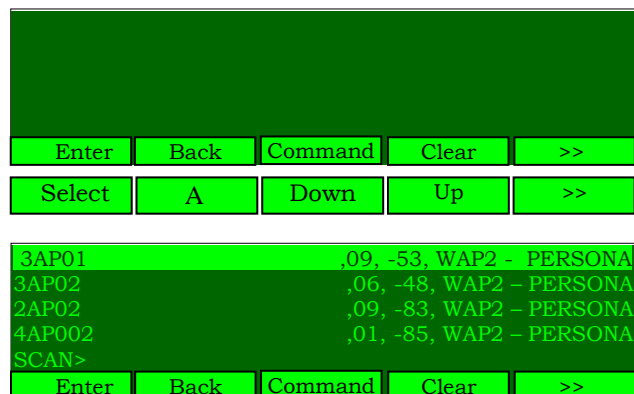 Enter Back Command Clear >>
Select A Down Up >>
3AP01 ,09, -53, WAP2 - PERSONA
3AP02 ,06, -48, WAP2 – PERSONA
2AP02 ,09, -83, WAP2 – PERSONA
4AP002 ,01, -85, WAP2 – PERSONA
SCAN>
Enter Back Command Clear >>